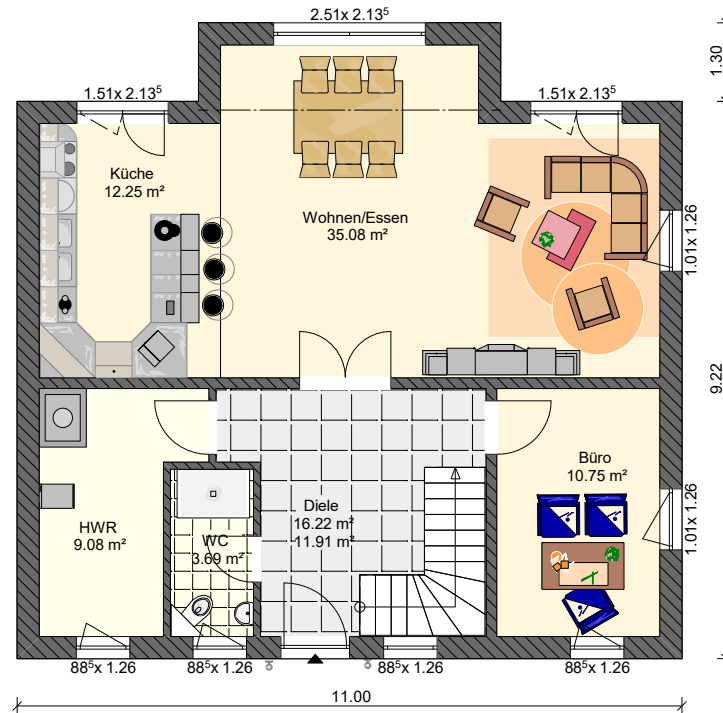 2.51x 2.13⁵
1.30
1.51x 2.13⁵
1.51x 2.13⁵
Küche
12.25 m²
Wohnen/Essen
35.08 m²
1.01x 1.26
9.22
Büro
10.75 m²
1.01x 1.26
Diele
16.22 m²
11.91 m²
HWR
9.08 m²
WC
3.69 m²
88⁵x 1.26
88⁵x 1.26
88⁵x 1.26
88⁵x 1.26
11.00